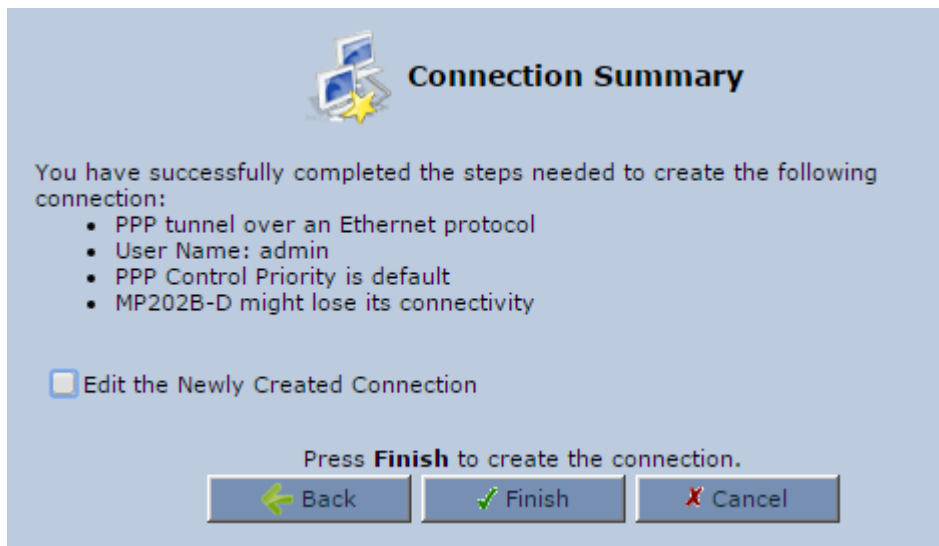 Connection Summary
You have successfully completed the steps needed to create the following
connection:
• PPP tunnel over an Ethernet protocol
• User Name: admin
• PPP Control Priority is default
• MP202B-D might lose its connectivity
Edit the Newly Created Connection
Press Finish to create the connection.
Back Finish Cancel